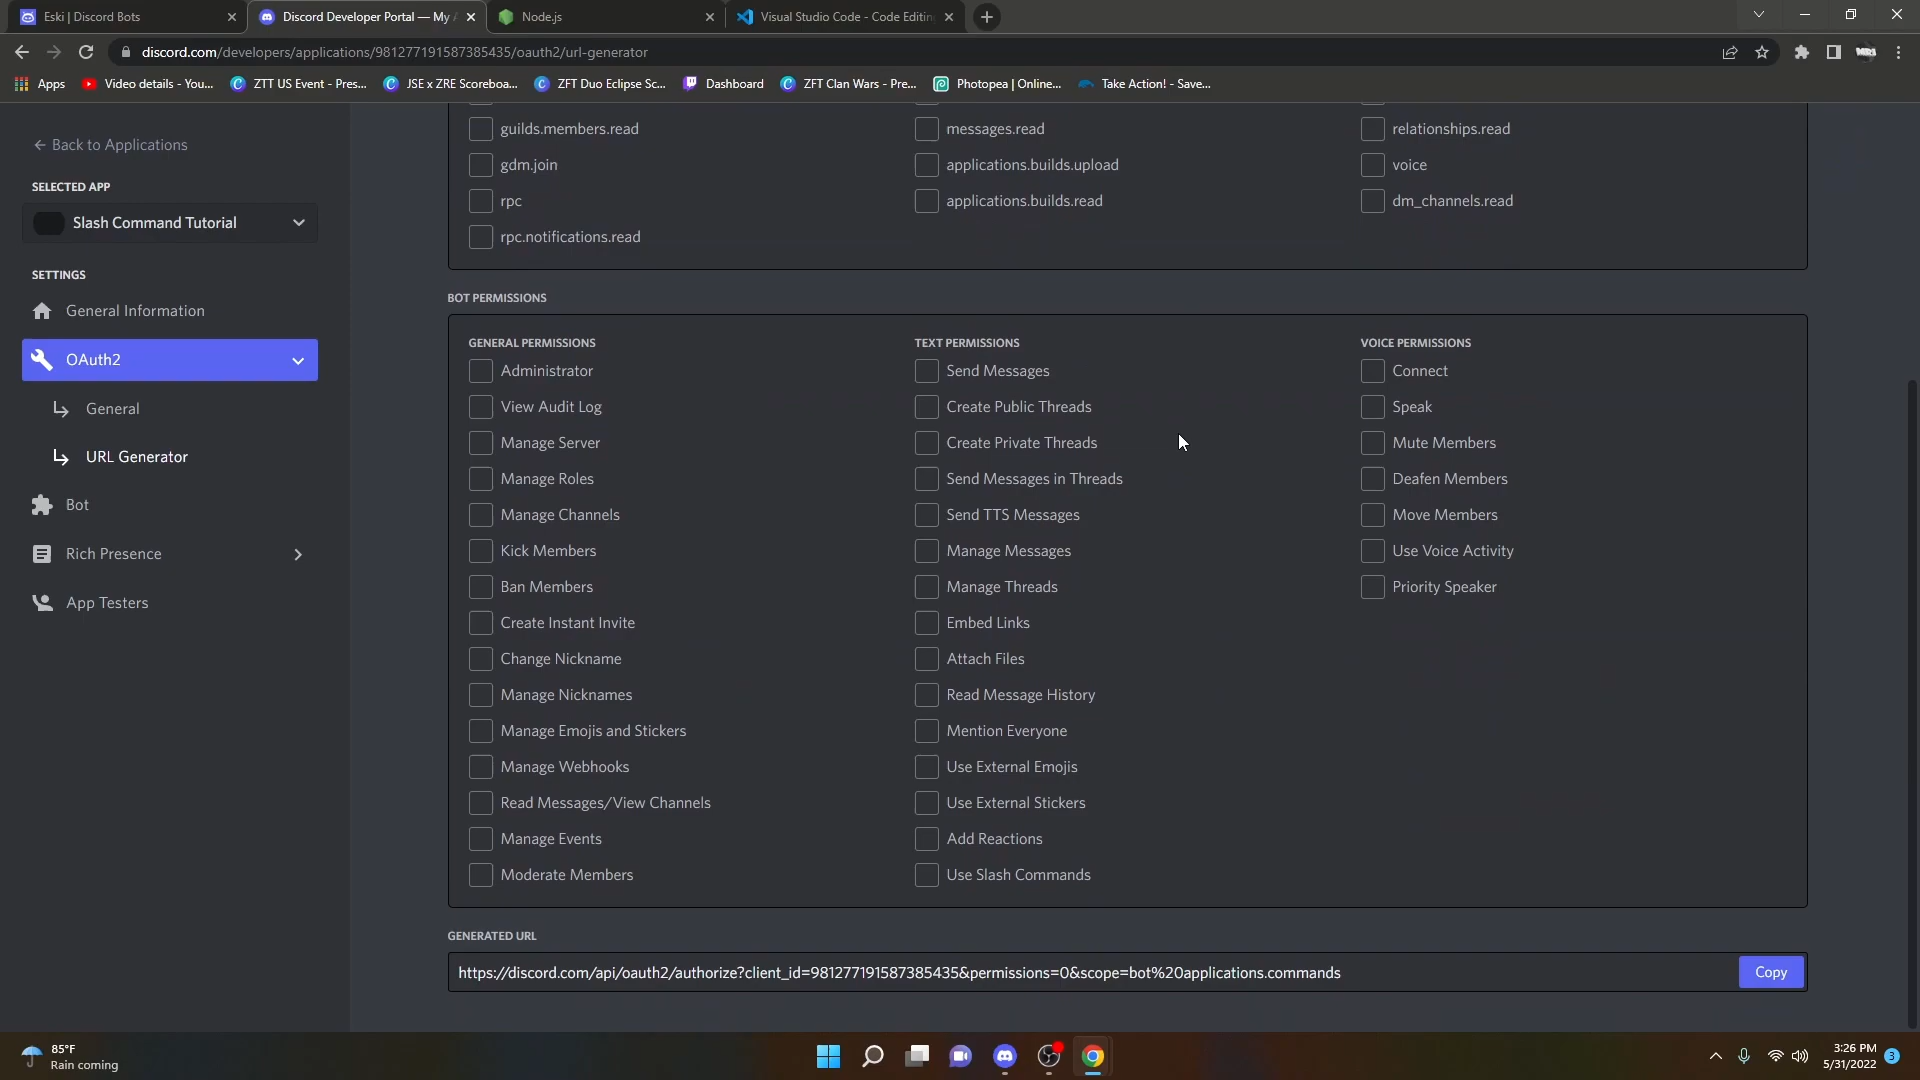 Eski | Discord Bots
Discord Developer Portal — My A
Node.js
Visual Studio Code - Code Editing
discord.com/developers/applications/981277191587385435/oauth2/url-generator
Apps
Video details - You...
ZTT US Event - Pres...
JSE x ZRE Scoreboa...
ZFT Duo Eclipse Sc...
Dashboard
ZFT Clan Wars - Pre...
Photopea | Online...
Take Action! - Save...
← Back to Applications
SELECTED APP
Slash Command Tutorial
SETTINGS
General Information
OAuth2
General
URL Generator
Bot
Rich Presence
App Testers
guilds.members.read
messages.read
relationships.read
gdm.join
applications.builds.upload
voice
rpc
applications.builds.read
dm_channels.read
rpc.notifications.read
BOT PERMISSIONS
GENERAL PERMISSIONS
Administrator
View Audit Log
Manage Server
Manage Roles
Manage Channels
Kick Members
Ban Members
Create Instant Invite
Change Nickname
Manage Nicknames
Manage Emojis and Stickers
Manage Webhooks
Read Messages/View Channels
Manage Events
Moderate Members
TEXT PERMISSIONS
Send Messages
Create Public Threads
Create Private Threads
Send Messages in Threads
Send TTS Messages
Manage Messages
Manage Threads
Embed Links
Attach Files
Read Message History
Mention Everyone
Use External Emojis
Use External Stickers
Add Reactions
Use Slash Commands
VOICE PERMISSIONS
Connect
Speak
Mute Members
Deafen Members
Move Members
Use Voice Activity
Priority Speaker
GENERATED URL
https://discord.com/api/oauth2/authorize?client_id=981277191587385435&permissions=0&scope=bot%20applications.commands
Copy
85°F
Rain coming
3:26 PM
5/31/2022
3